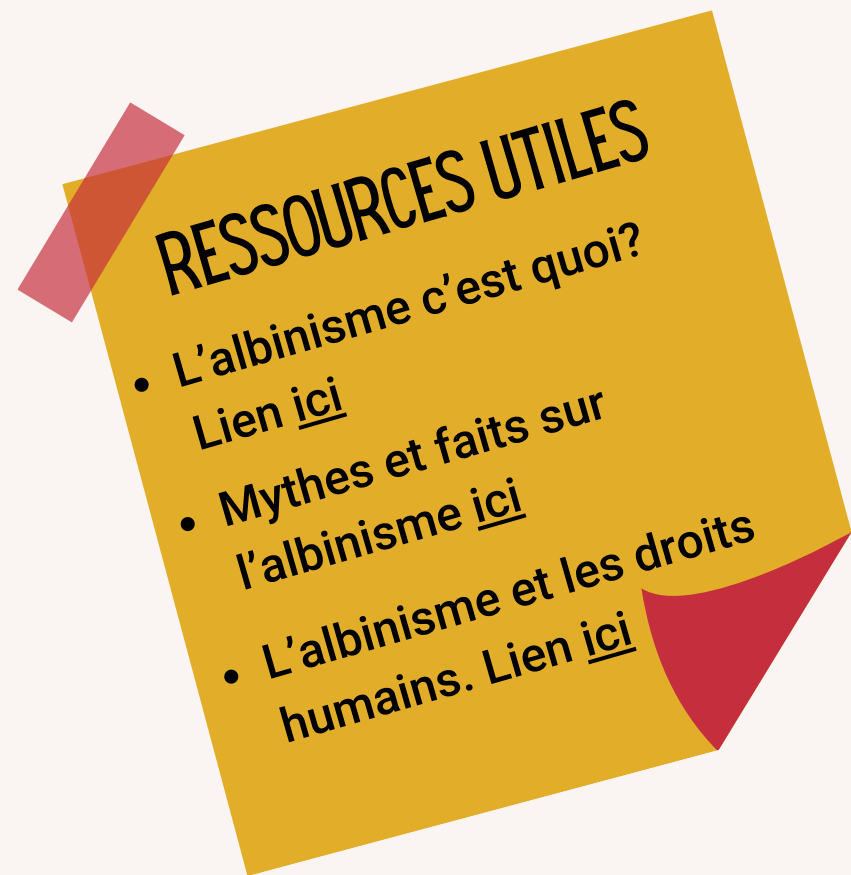 RESSOURCES UTILES
• L’albinisme c’est quoi?
Lien ici
• Mythes et faits sur
l’albinisme ici
• L’albinisme et les droits
humains. Lien ici